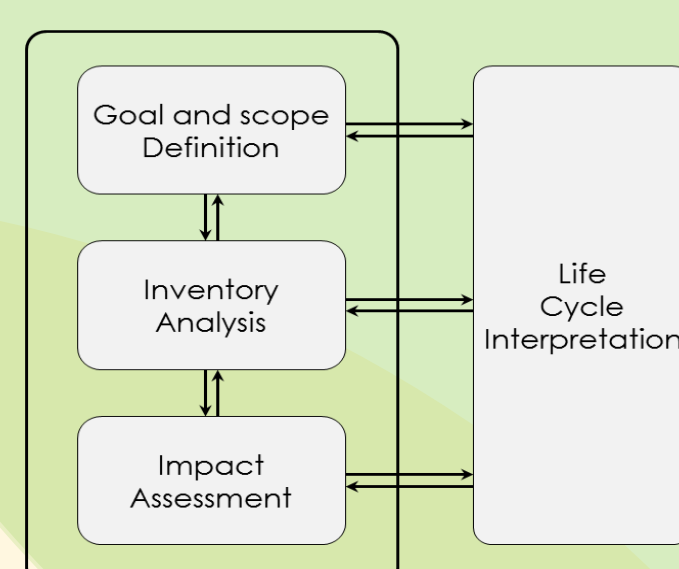 Goal and scope
Definition
Inventory
Analysis
Impact
Assessment
Life
Cycle
Interpretation